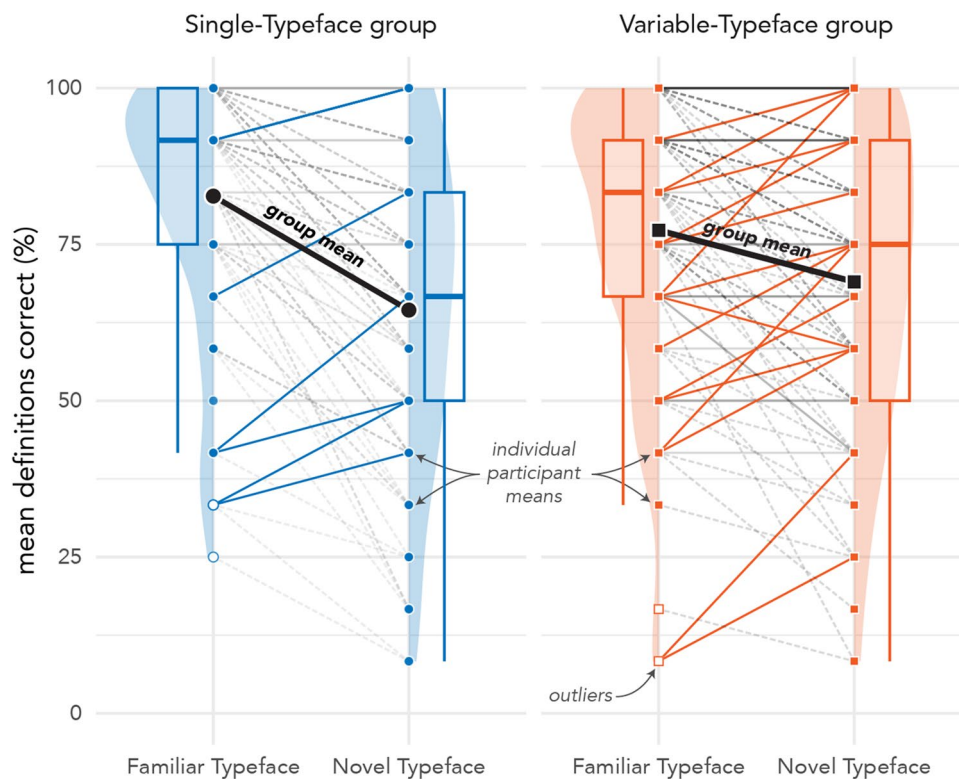 Single-Typeface group
Variable-Typeface group
mean definitions correct (%)
100
75
50
25
0
group mean
group mean
individual
participant
means
outliers
Familiar Typeface
Novel Typeface
Familiar Typeface
Novel Typeface